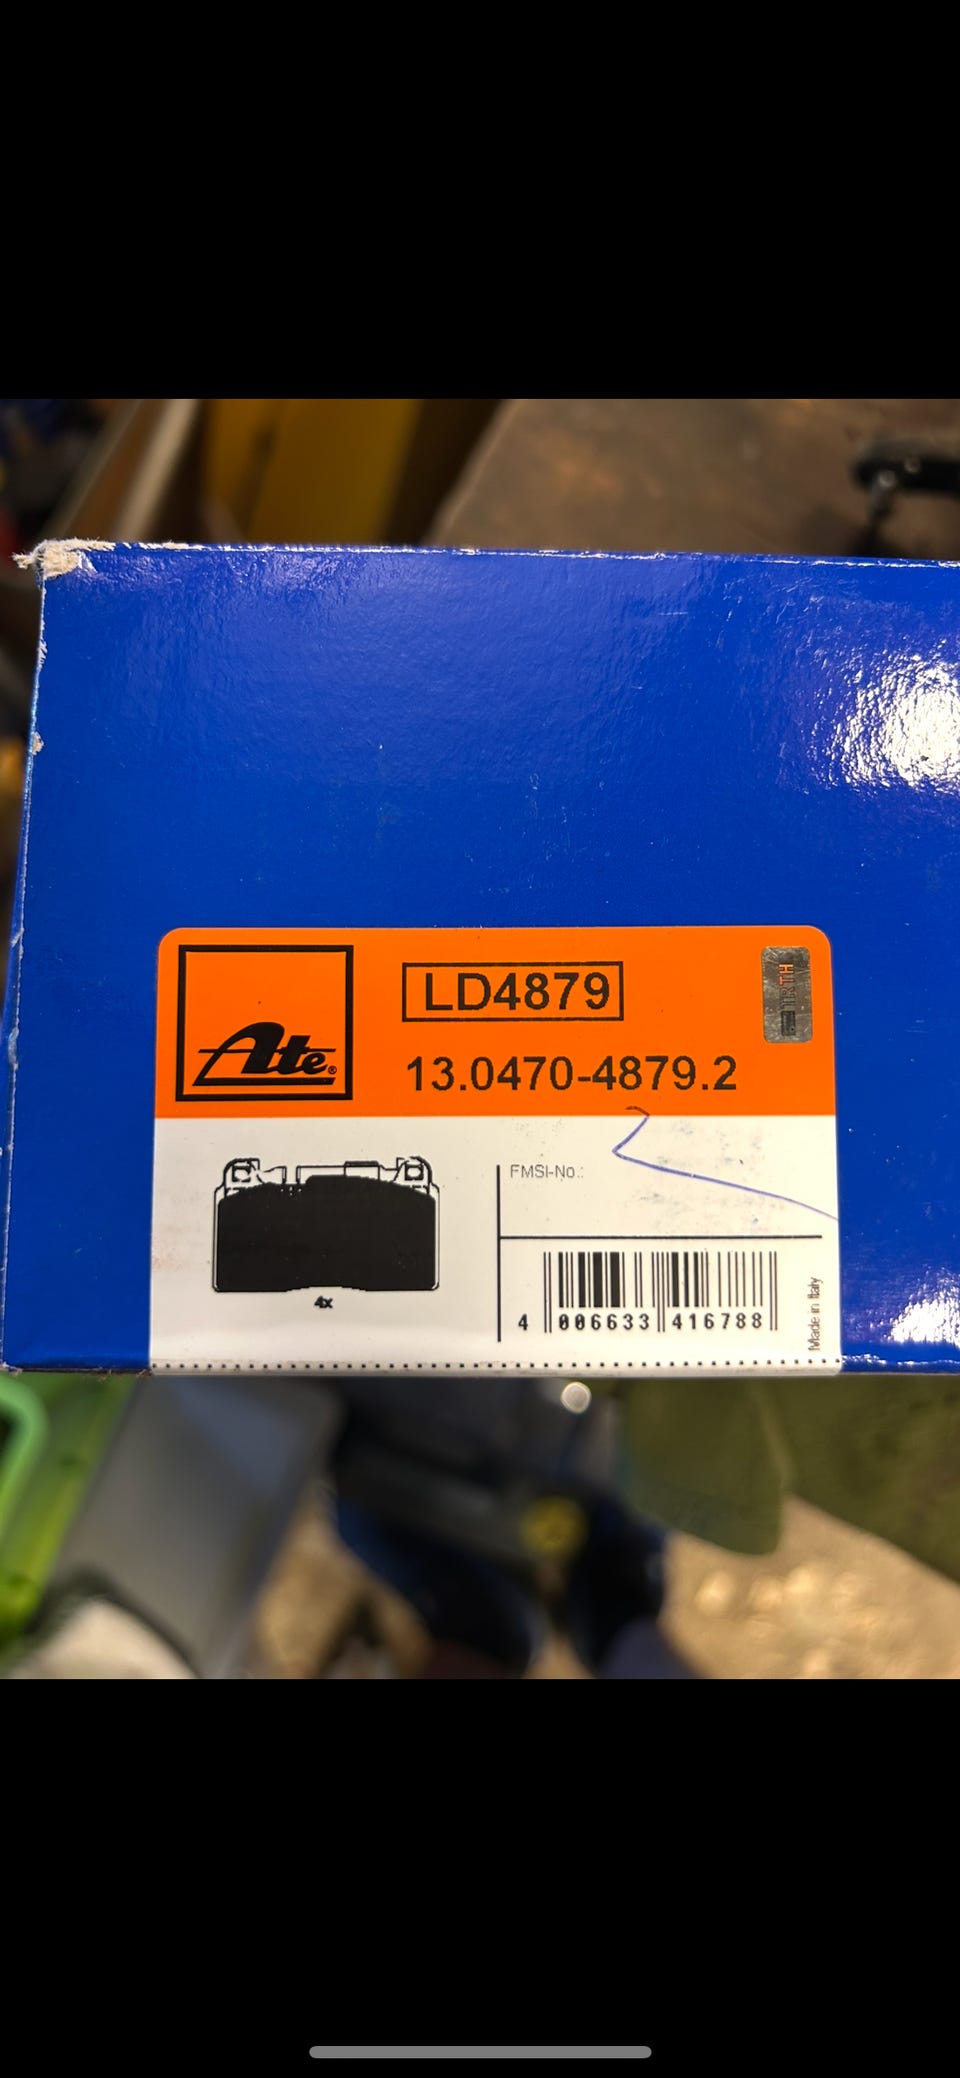 LD4879
Ate®
13.0470-4879.2
FMSI-No.:
4x
4 006633 416788
Made in Italy